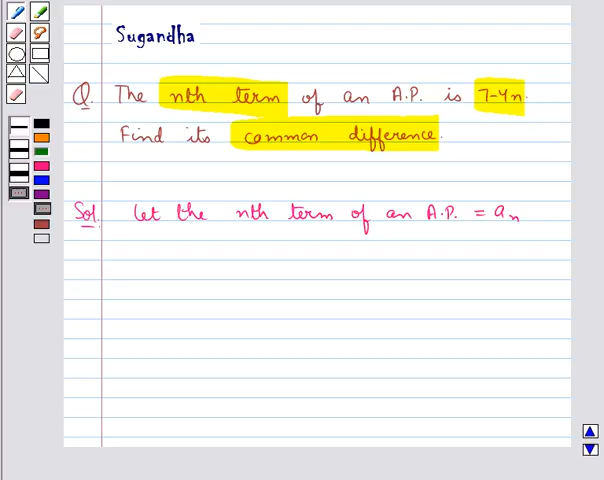 Sugandha
Q. The nth term of an A.P. is 7-4n.
Find its common difference.
Sol. Let the nth term of an A.P. = aₙ